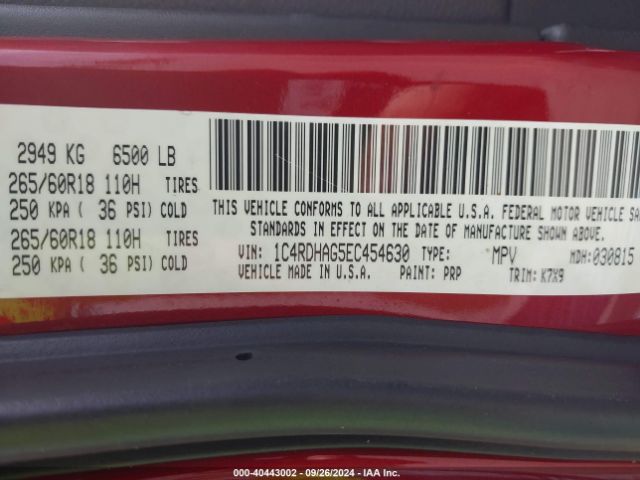 2949 KG 6500 LB
265/60R18 110H TIRES
250 KPA ( 36 PSI) COLD
265/60R18 110H TIRES
250 KPA ( 36 PSI) COLD
THIS VEHICLE CONFORMS TO ALL APPLICABLE U.S.A. FEDERAL MOTOR VEHICLE SA
STANDARDS IN EFFECT ON THE DATE OF MANUFACTURE SHOWN ABOVE.
VIN: 1C4RDHAG5EC454630 TYPE: MPV MDH:030815
VEHICLE MADE IN U.S.A. PAINT: PRP TRIM: K7X9
000-40443002 - 09/26/2024 - IAAI.com